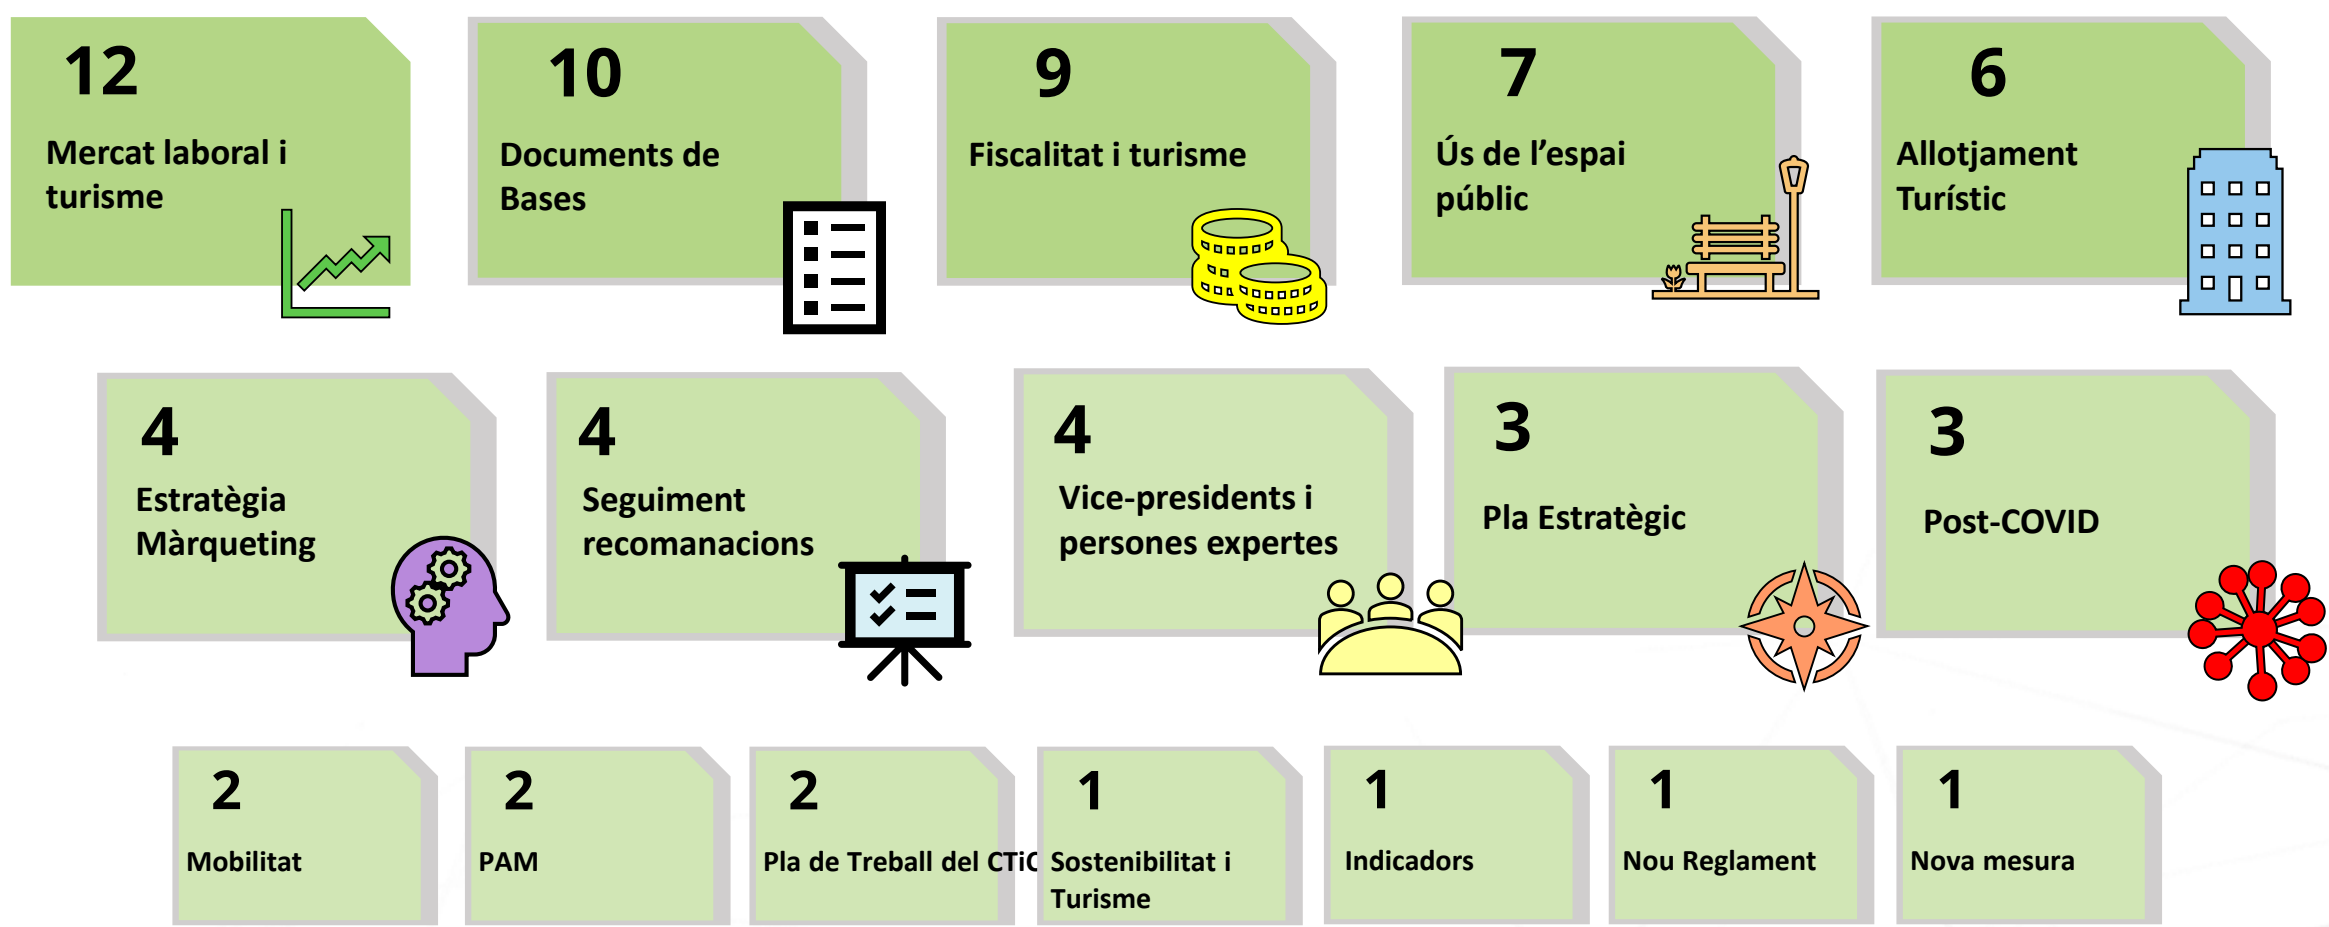 12
Mercat laboral i
turisme
10
Documents de
Bases
9
Fiscalitat i turisme
7
Ús de l’espai
públic
6
Allotjament
Turístic
4
Estratègia
Màrqueting
4
Seguiment
recomanacions
4
Vice-presidents i
persones expertes
3
Pla Estratègic
3
Post-COVID
2
Mobilitat
2
PAM
2
Pla de Treball del CTiC
1
Sostenibilitat i
Turisme
1
Indicadors
1
Nou Reglament
1
Nova mesura